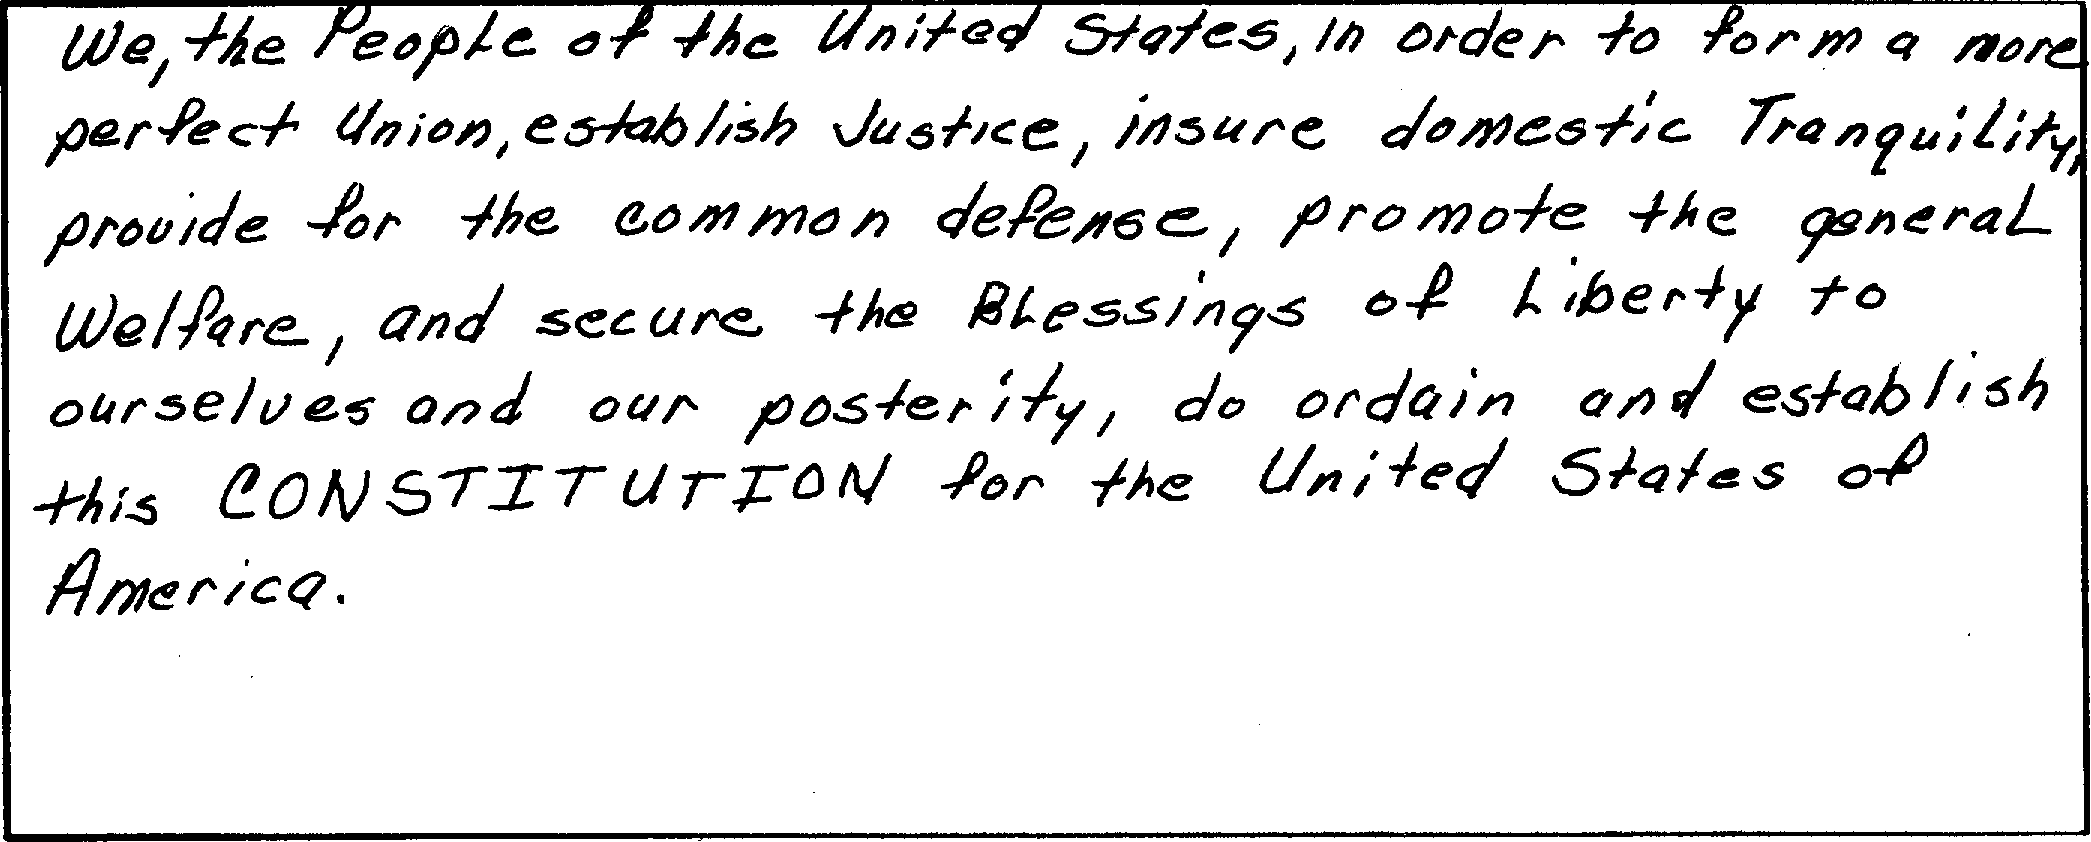 We, the People of the United States, in order to form a more
perfect Union, establish Justice, insure domestic Tranquility,
provide for the common defense, promote the general
Welfare, and secure the Blessings of Liberty to
ourselves and our posterity, do ordain and establish
this CONSTITUTION for the United States of
America.